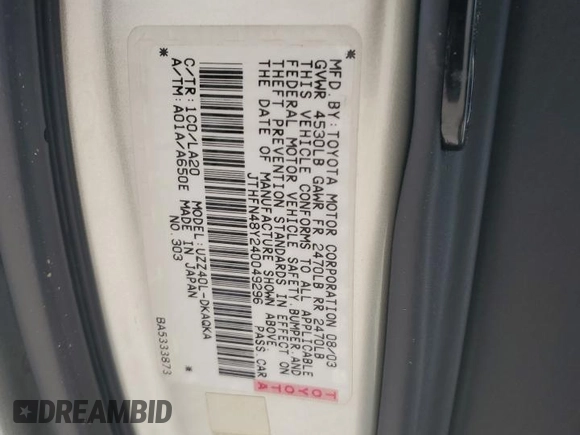 MFD. BY: TOYOTA MOTOR CORPORATION 08/03
GVWR 4530LB GAWR FR 2470LB RR 2470LB
THIS VEHICLE CONFORMS TO ALL APPLICABLE
FEDERAL MOTOR VEHICLE SAFETY, BUMPER, AND
THEFT PREVENTION STANDARDS IN EFFECT ON
THE DATE OF MANUFACTURE SHOWN ABOVE.
* JTHFN48Y240049296 PASS. CAR *
TOYOTA
C/TR: 1C0/LA20 MODEL: UZZ40L-DKAQKA
A/TM: A01A/A650E MADE IN JAPAN
NO. 303
BA5333873
DREAMBID